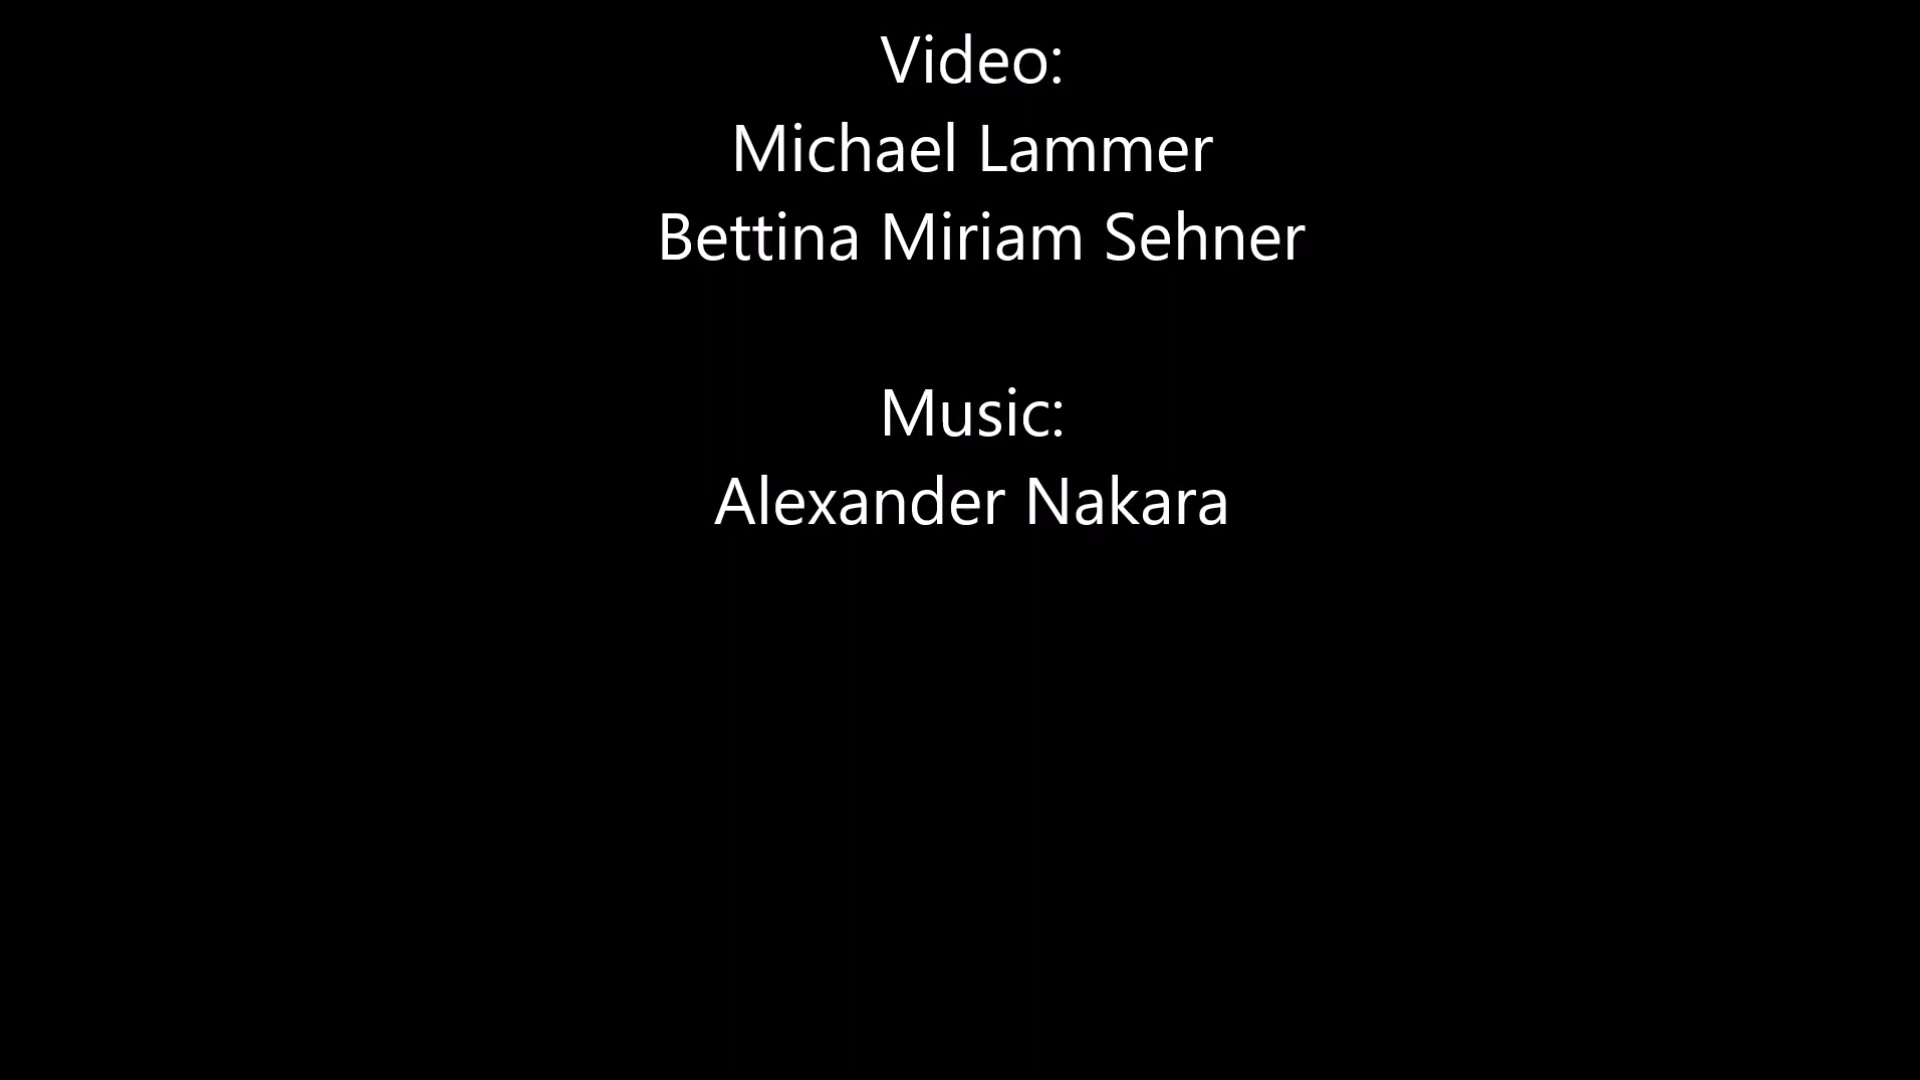 Video:
Michael Lammer
Bettina Miriam Sehner
Music:
Alexander Nakara